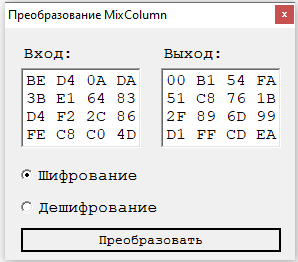 Преобразование MixColumn x
Вход: Выход:
BE D4 0A DA 00 B1 54 FA
3B E1 64 83 51 C8 76 1B
D4 F2 2C 86 2F 89 6D 99
FE C8 C0 4D D1 FF CD EA
Шифрование
Дешифрование
Преобразовать